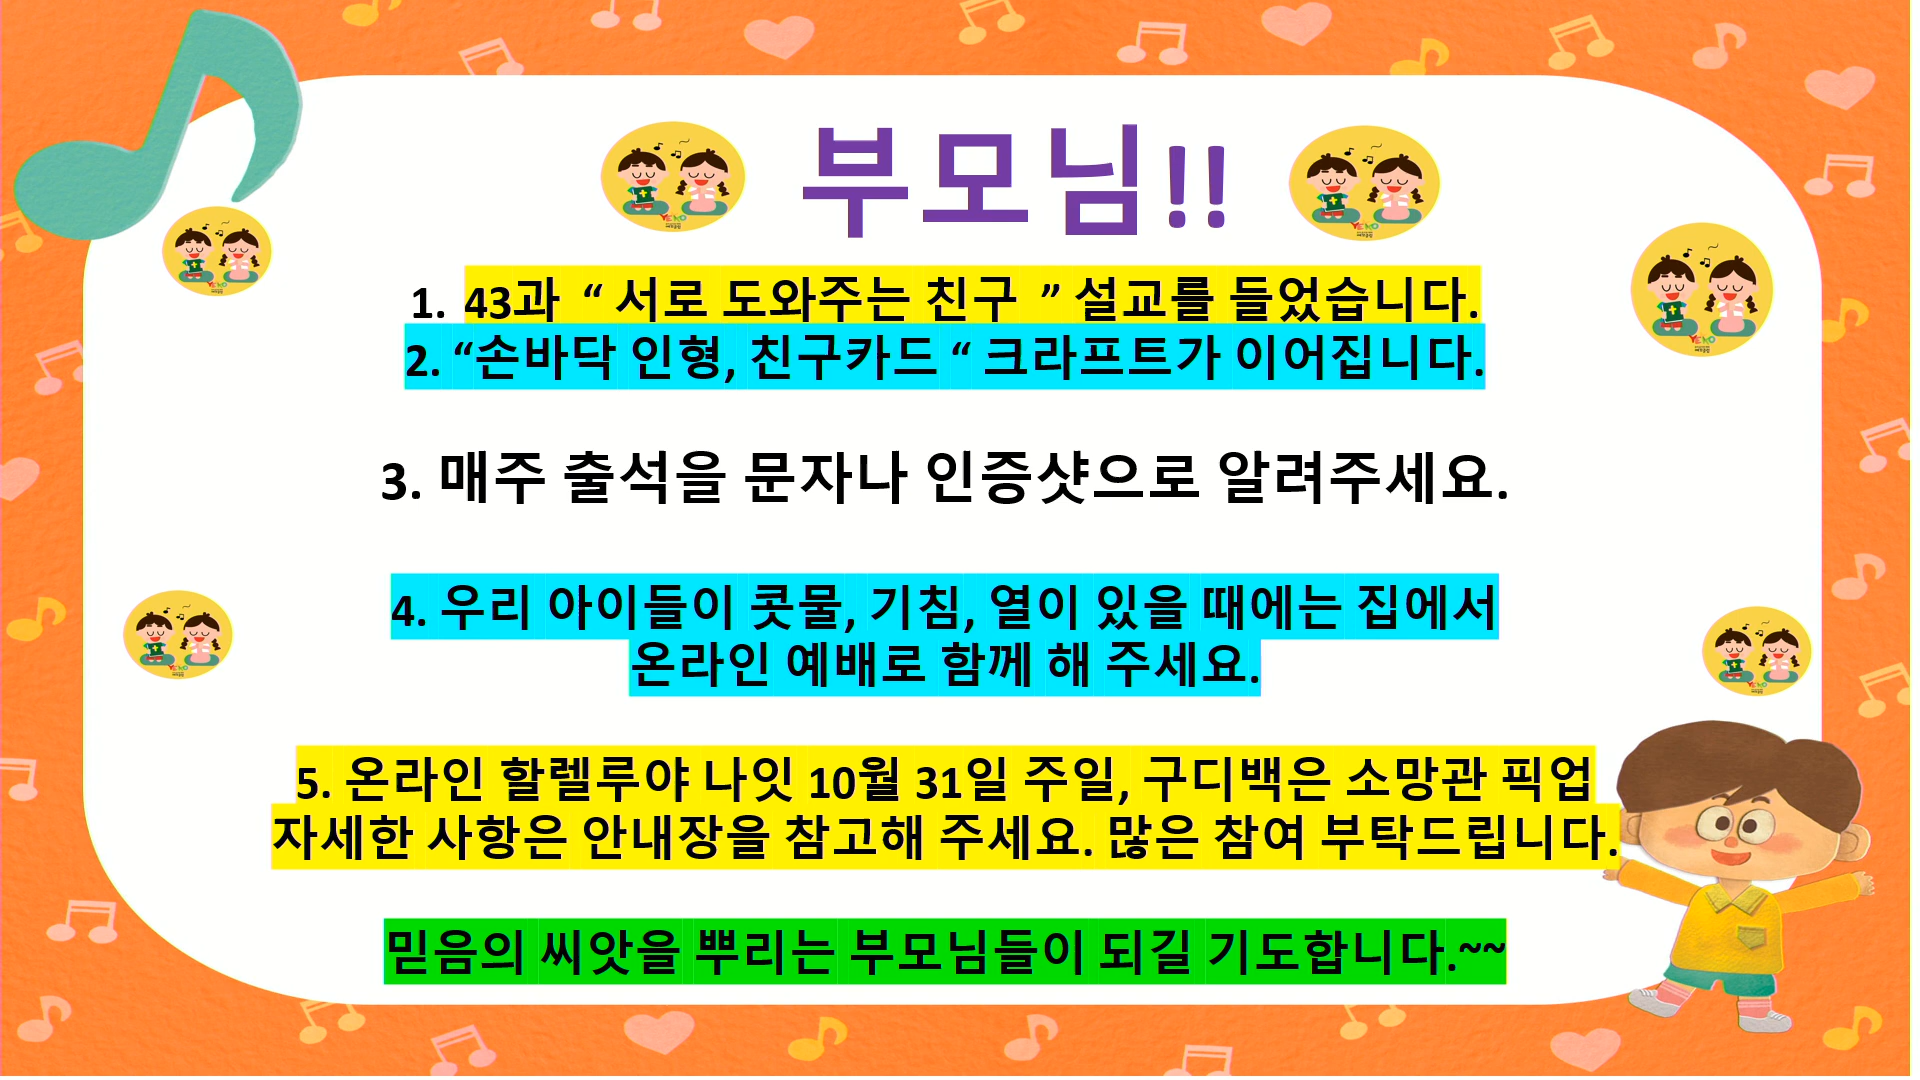 부모님!!
1. 43과 “ 서로 도와주는 친구 ” 설교를 들었습니다.
2. “손바닥 인형, 친구카드 “ 크라프트가 이어집니다.
3. 매주 출석을 문자나 인증샷으로 알려주세요.
4. 우리 아이들이 콧물, 기침, 열이 있을 때에는 집에서
온라인 예배로 함께 해 주세요.
5. 온라인 할렐루야 나잇 10월 31일 주일, 구디백은 소망관 픽업
자세한 사항은 안내장을 참고해 주세요. 많은 참여 부탁드립니다.
믿음의 씨앗을 뿌리는 부모님들이 되길 기도합니다.~~